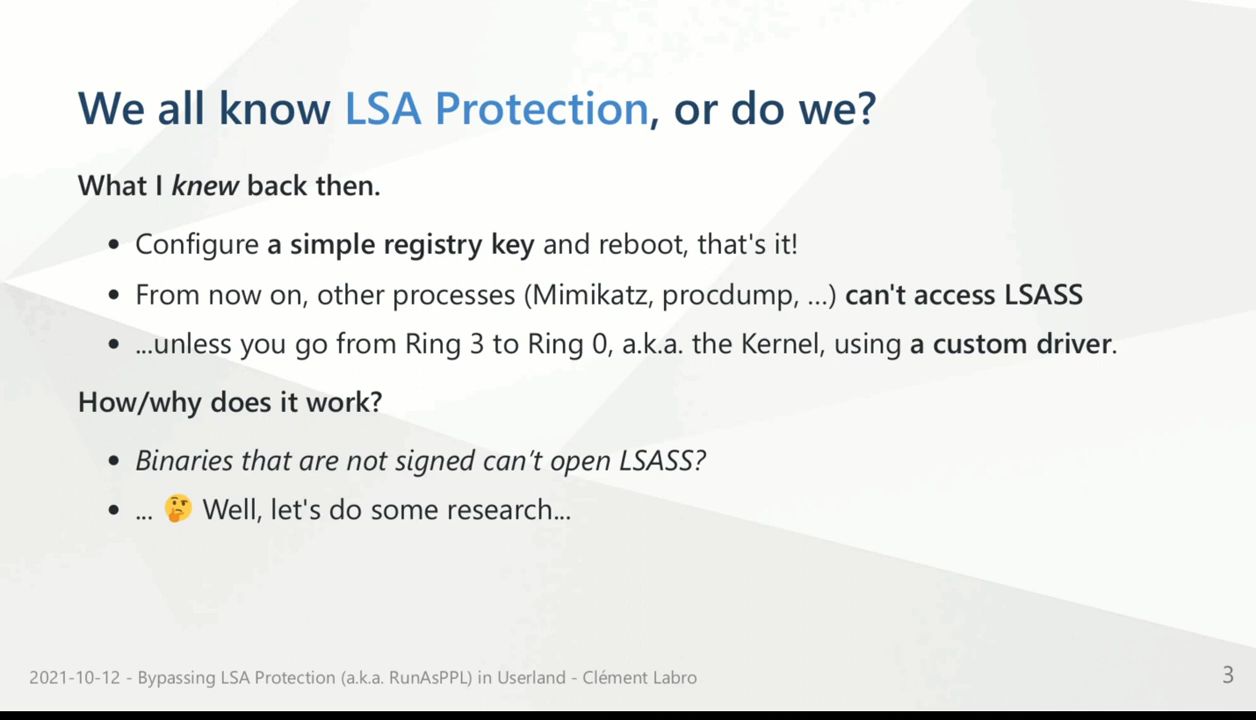 We all know LSA Protection, or do we?
What I knew back then.
• Configure a simple registry key and reboot, that's it!
• From now on, other processes (Mimikatz, procdump, ...) can't access LSASS
• ...unless you go from Ring 3 to Ring 0, a.k.a. the Kernel, using a custom driver.
How/why does it work?
• Binaries that are not signed can’t open LSASS?
• ... 🤔 Well, let's do some research...
2021-10-12 - Bypassing LSA Protection (a.k.a. RunAsPPL) in Userland - Clément Labro
3